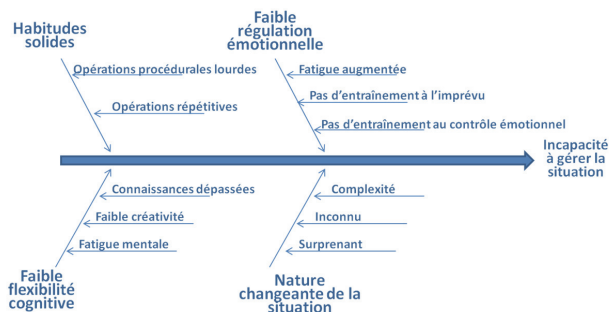 Habitudes
solides
Opérations procédurales lourdes
Opérations répétitives
Faible
régulation
émotionnelle
Fatigue augmentée
Pas d’entraînement à l’imprévu
Pas d’entraînement au contrôle émotionnel
Incapacité
à gérer la
situation
Connaissances dépassées
Faible créativité
Fatigue mentale
Faible
flexibilité
cognitive
Complexité
Inconnu
Surprenant
Nature
changeante de la
situation